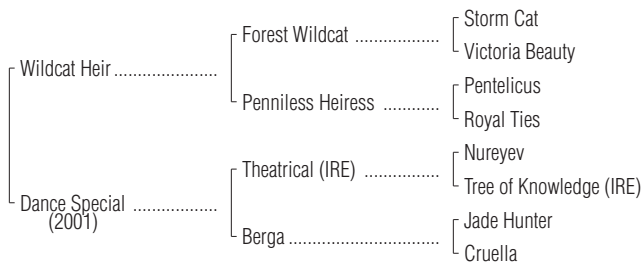 Storm Cat
Forest Wildcat ....................
Victoria Beauty
Wildcat Heir .........................
Pentelicus
Penniless Heiress .............
Royal Ties
Nureyev
Theatrical (IRE) ..................
Tree of Knowledge (IRE)
Dance Special ....................
(2001)
Jade Hunter
Berga ....................................
Cruella